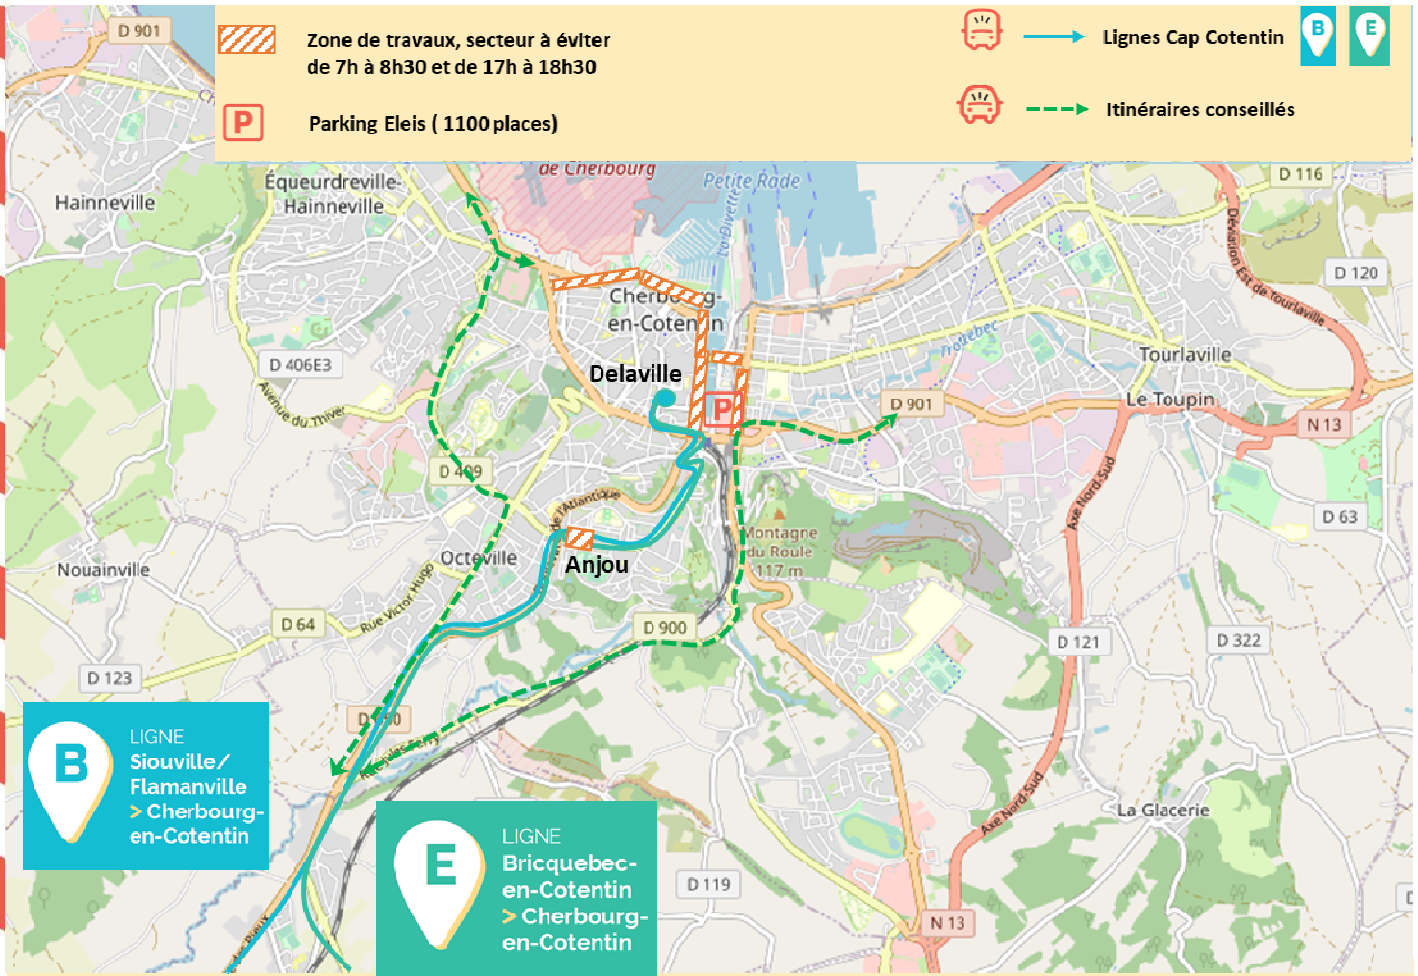 D 901
Zone de travaux, secteur à éviter
de 7h à 8h30 et de 17h à 18h30
P
Parking Eleis ( 1100 places)
Lignes Cap Cotentin
B
E
Itinéraires conseillés
de Cherbourg
Petite Rade
La Divette
D 116
Hainneville
Équeurdreville-
Hainneville
Déviation Est de Tourlaville
D 120
Cherbourg-
en-Cotentin
Trottebec
Tourlaville
D 406E3
Delaville
Avenue du Thivet
P
D 901
Le Toupin
N 13
D 409
de l'Atlantique
Axe Nord-Sud
D 63
Montagne
du Roule
117 m
Octeville
Anjou
Nouainville
Rue Victor Hugo
D 64
D 900
D 121
D 322
D 123
B
LIGNE
Siouville/
Flamanville
> Cherbourg-
en-Cotentin
Axe Nord-Sud
La Glacerie
E
LIGNE
Bricquebec-
en-Cotentin
> Cherbourg-
en-Cotentin
D 119
N 13